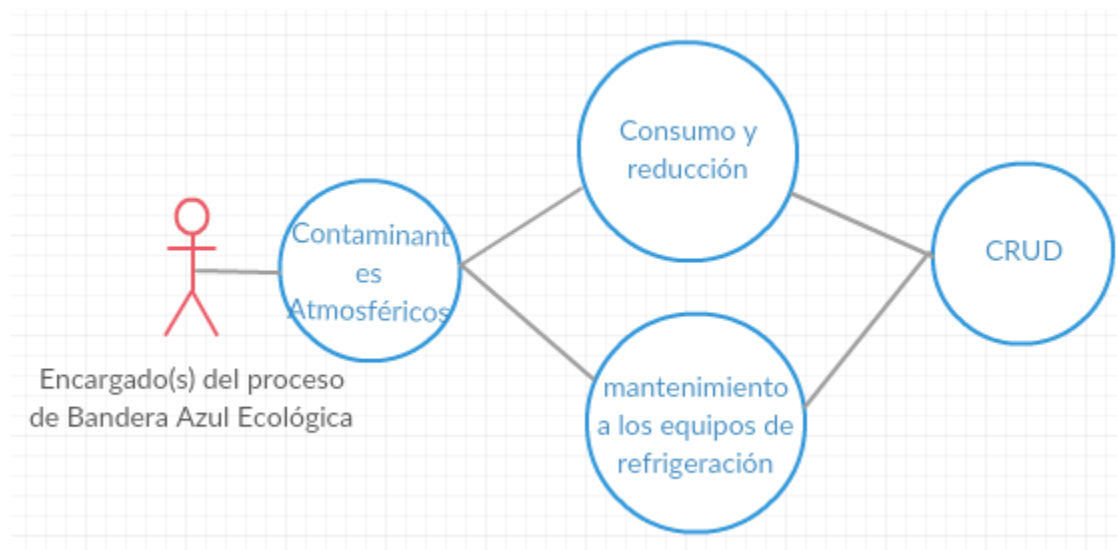 Encargado(s) del proceso
de Bandera Azul Ecológica
Contaminant
es
Atmosféricos
Consumo y
reducción
mantenimiento
a los equipos de
refrigeración
CRUD